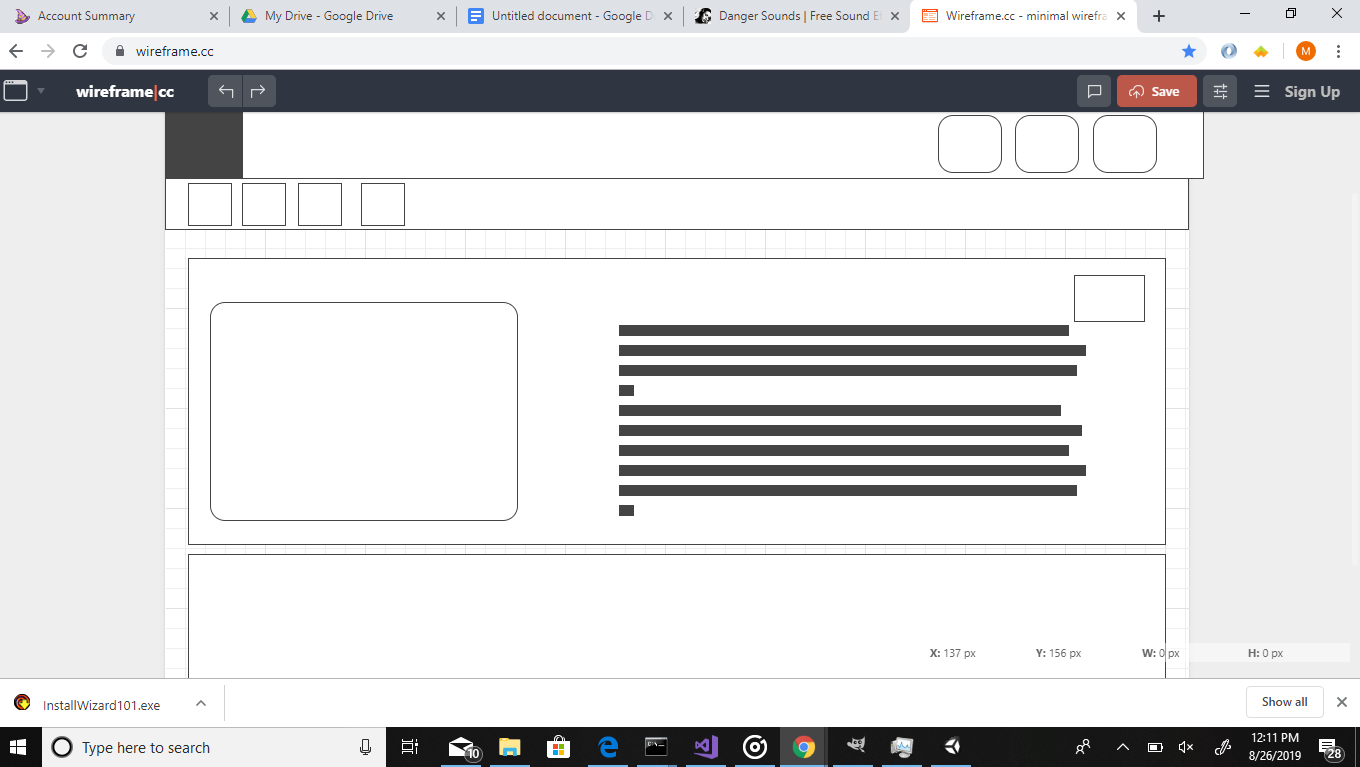 Account Summary
My Drive - Google Drive
Untitled document - Google D
Danger Sounds | Free Sound E
Wireframe.cc - minimal wirefra
wireframe.cc
M
wireframe|cc
Save
Sign Up
X: 137 px Y: 156 px W: 0 px H: 0 px
InstallWizard101.exe
Show all
Type here to search
10
12:11 PM
8/26/2019
28